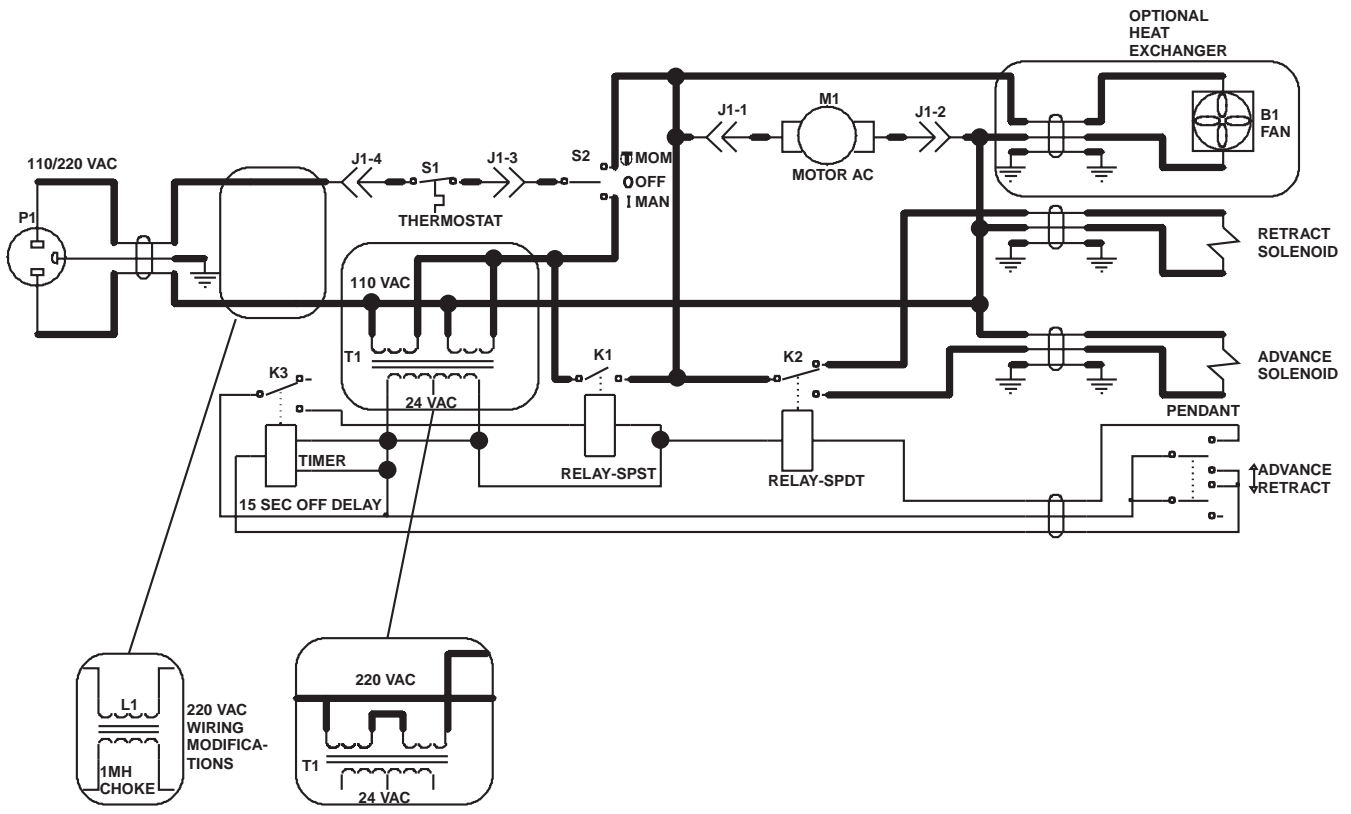 OPTIONAL
HEAT
EXCHANGER
B1
FAN
M1
J1-1
J1-2
MOTOR AC
110/220 VAC
P1
J1-4
S1
J1-3
THERMOSTAT
S2
MOM
OFF
MAN
RETRACT
SOLENOID
110 VAC
T1
24 VAC
K1
K2
K3
ADVANCE
SOLENOID
PENDANT
TIMER
RELAY-SPST
RELAY-SPDT
ADVANCE
RETRACT
15 SEC OFF DELAY
L1
1MH
CHOKE
220 VAC
WIRING
MODIFICA-
TIONS
220 VAC
T1
24 VAC